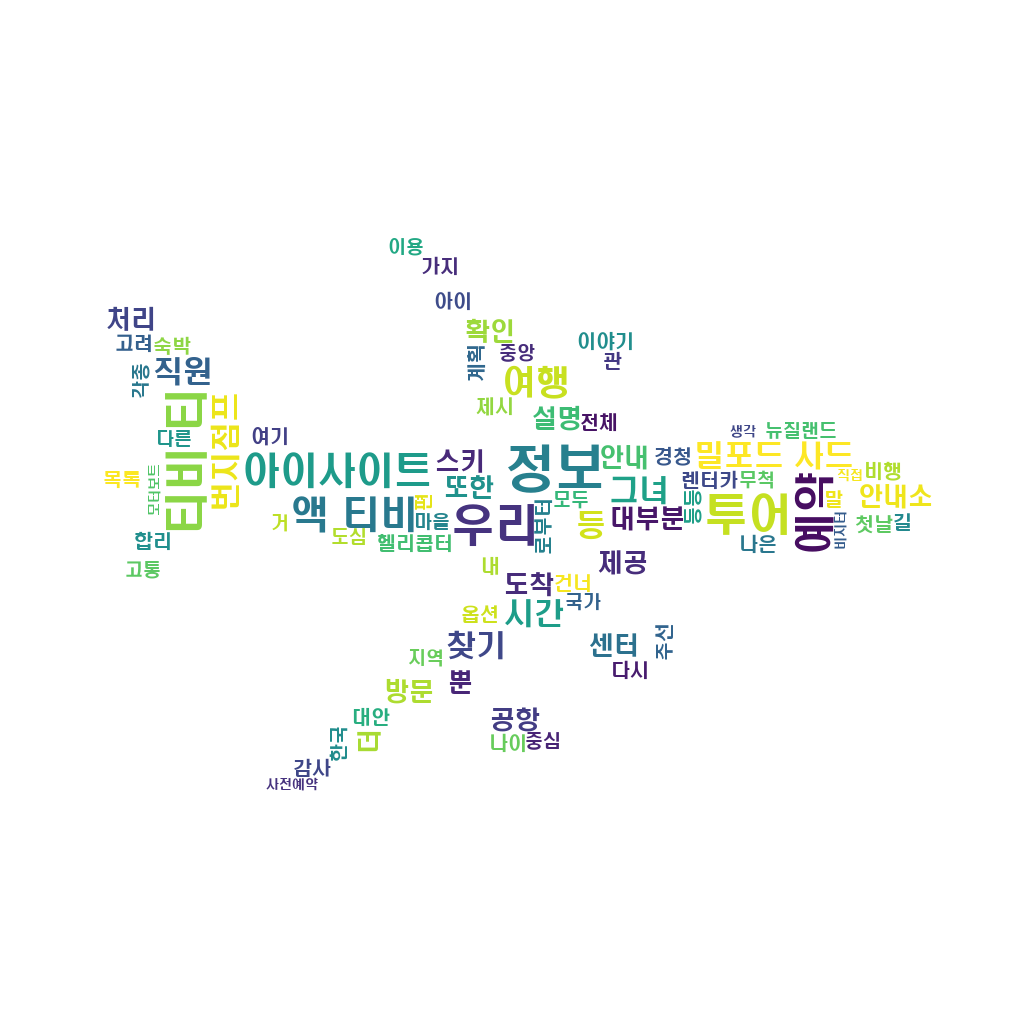 이용
가지
아이
처리
확인
고려
숙박
이야기
계획
중앙
관
직원
각종
여행
제시
티비티
번지점프
설명
전체
다른
여기
생각
뉴질랜드
목록
모터보트
아이사이트
스키
정보
안내
경청
밀포드 사드
직접
비행
또한
모두
그녀
렌터카
무척
예약
말
안내소
거
액 티비
마을
우리
로부터
등
대부분
투어
비지터
첫날
길
합리
도심
헬리콥터
나은
고통
내
제공
도착
건너
옵션
시간
국가
찾기
센터
주선
지역
다시
방문
뿐
대안
공항
더
한국
나이
중심
감사
사전예약